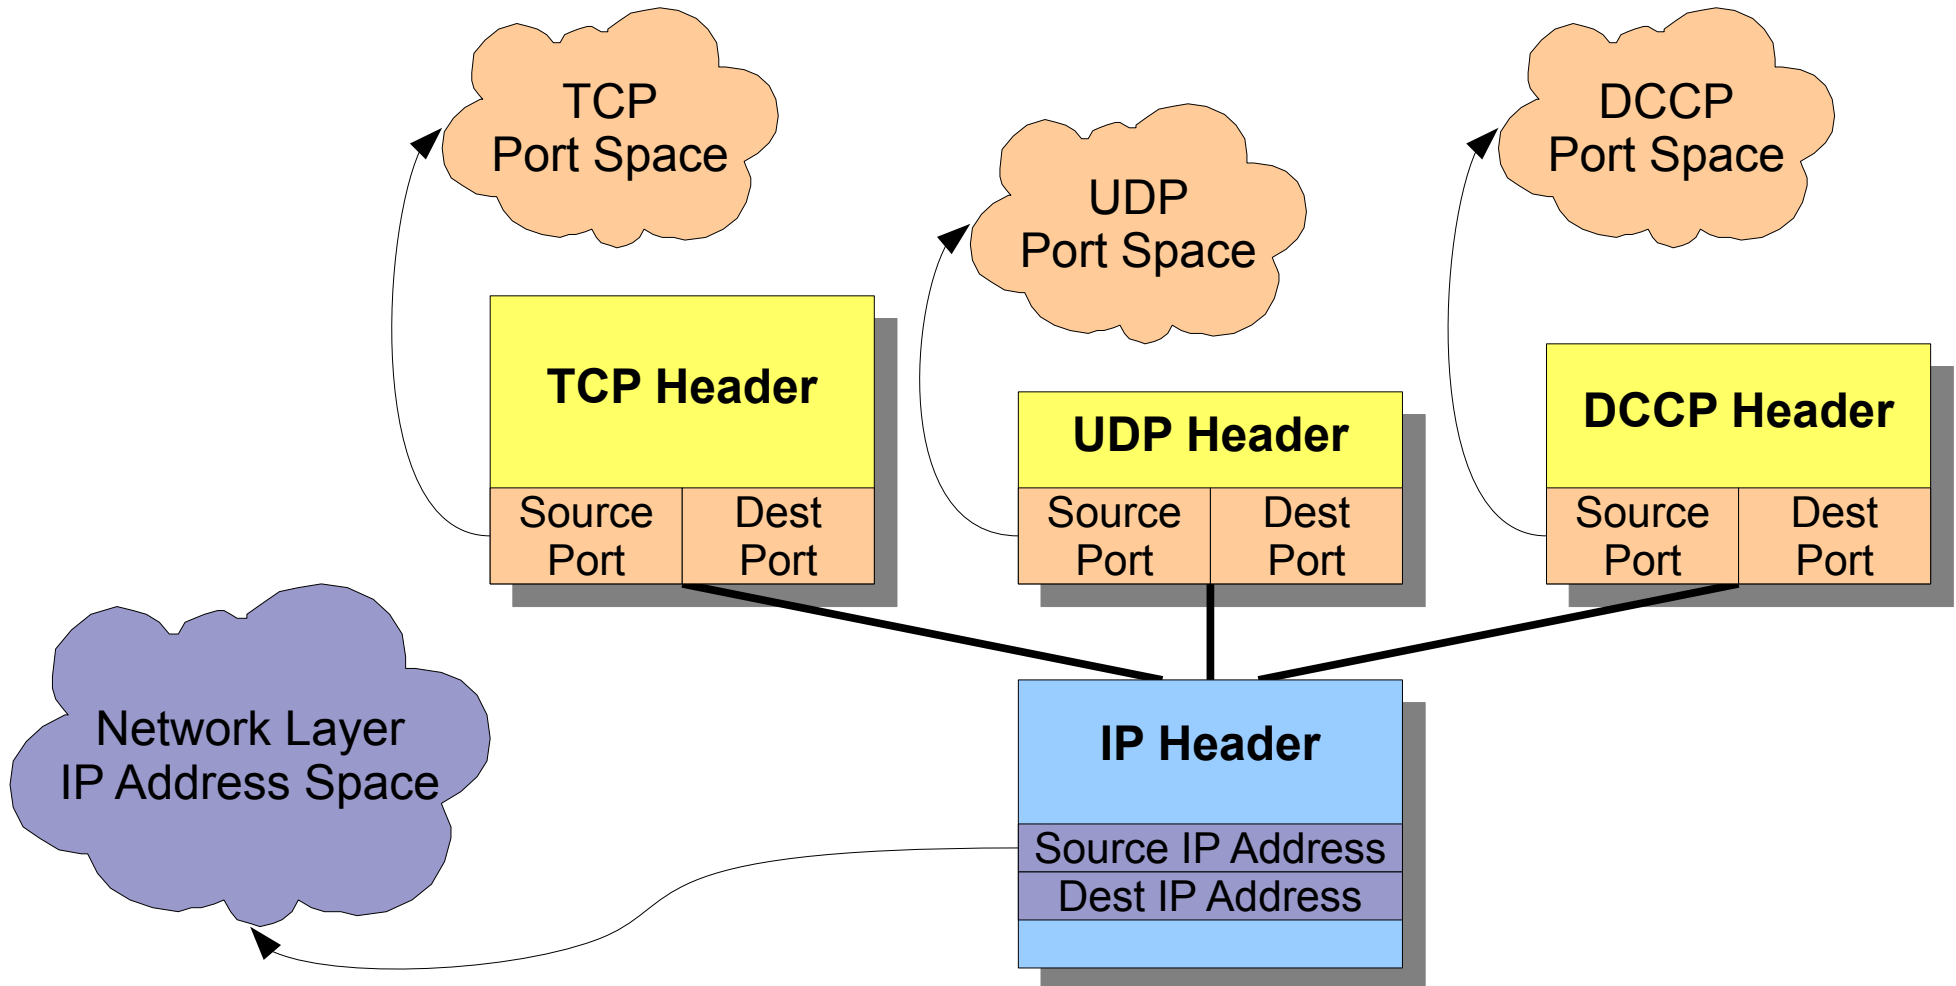 TCP
Port Space
UDP
Port Space
DCCP
Port Space
TCP Header
Source
Port
Dest
Port
UDP Header
Source
Port
Dest
Port
DCCP Header
Source
Port
Dest
Port
Network Layer
IP Address Space
IP Header
Source IP Address
Dest IP Address